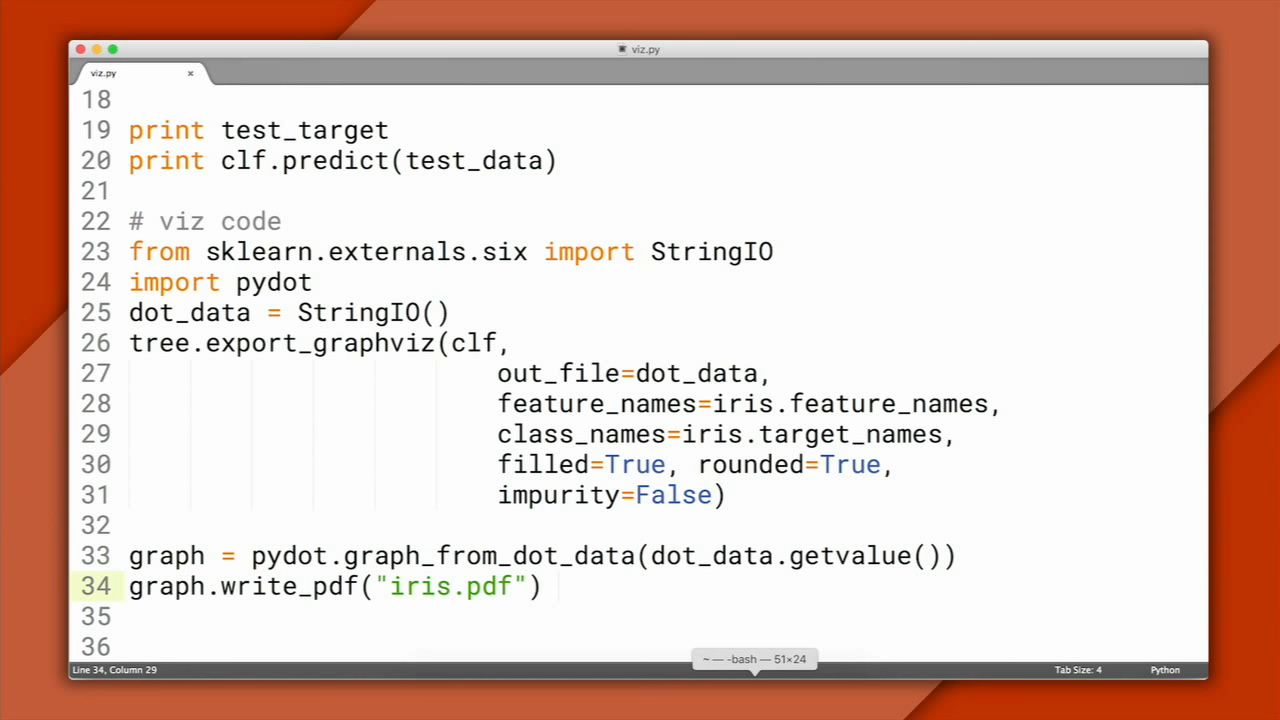 viz.py
viz.py ×
18
19 print test_target
20 print clf.predict(test_data)
21
22 # viz code
23 from sklearn.externals.six import StringIO
24 import pydot
25 dot_data = StringIO()
26 tree.export_graphviz(clf,
27 out_file=dot_data,
28 feature_names=iris.feature_names,
29 class_names=iris.target_names,
30 filled=True, rounded=True,
31 impurity=False)
32
33 graph = pydot.graph_from_dot_data(dot_data.getvalue())
34 graph.write_pdf("iris.pdf")
35
36
~ — -bash — 51×24
Line 34, Column 29 Tab Size: 4 Python